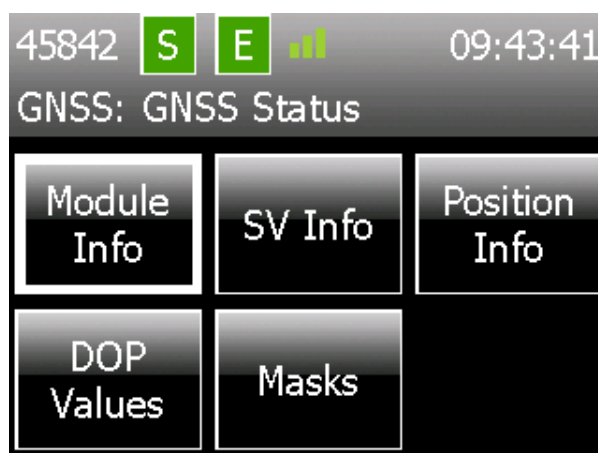 45842 S E 09:43:41
GNSS: GNSS Status
Module
Info
SV Info
Position
Info
DOP
Values
Masks